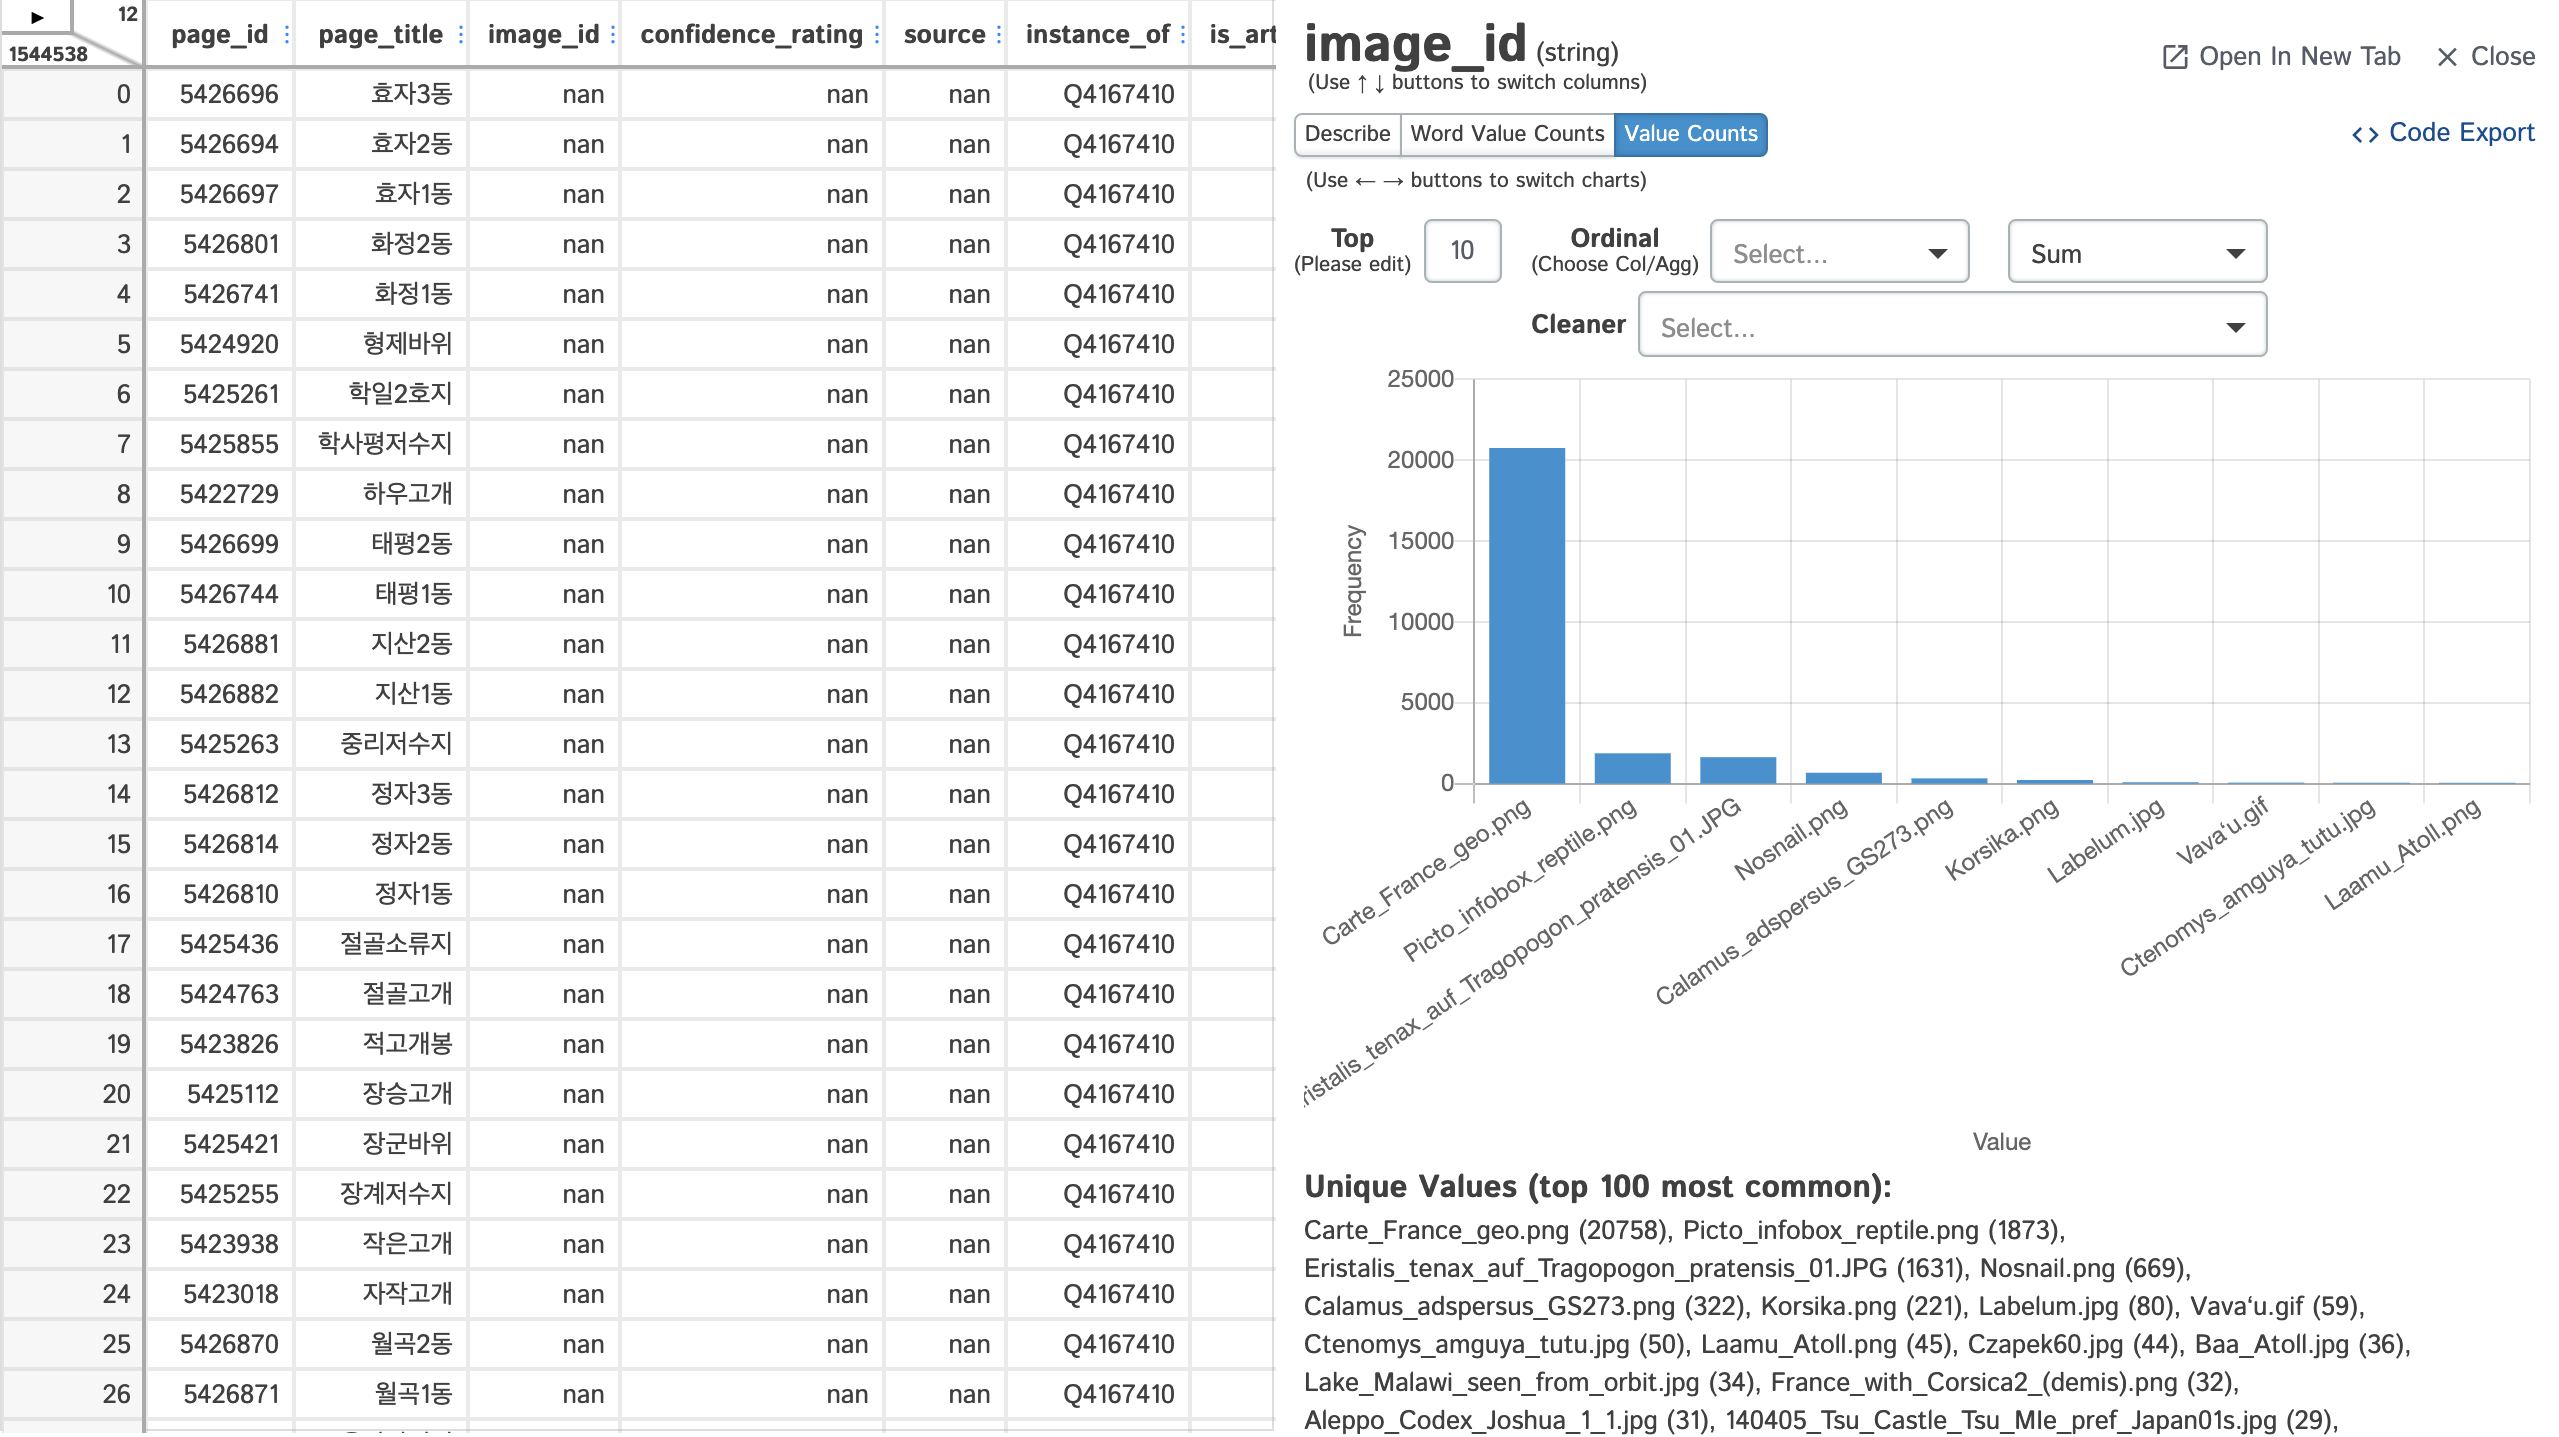 ▶ 12
1544538
page_id page_title image_id confidence_rating source instance_of is_art
0 5426696 효자3동 nan nan nan Q4167410
1 5426694 효자2동 nan nan nan Q4167410
2 5426697 효자1동 nan nan nan Q4167410
3 5426801 화정2동 nan nan nan Q4167410
4 5426741 화정1동 nan nan nan Q4167410
5 5424920 형제바위 nan nan nan Q4167410
6 5425261 학일2호지 nan nan nan Q4167410
7 5425855 학사평저수지 nan nan nan Q4167410
8 5422729 하우고개 nan nan nan Q4167410
9 5426699 태평2동 nan nan nan Q4167410
10 5426744 태평1동 nan nan nan Q4167410
11 5426881 지산2동 nan nan nan Q4167410
12 5426882 지산1동 nan nan nan Q4167410
13 5425263 중리저수지 nan nan nan Q4167410
14 5426812 정자3동 nan nan nan Q4167410
15 5426814 정자2동 nan nan nan Q4167410
16 5426810 정자1동 nan nan nan Q4167410
17 5425436 절골소류지 nan nan nan Q4167410
18 5424763 절골고개 nan nan nan Q4167410
19 5423826 적고개봉 nan nan nan Q4167410
20 5425112 장승고개 nan nan nan Q4167410
21 5425421 장군바위 nan nan nan Q4167410
22 5425255 장계저수지 nan nan nan Q4167410
23 5423938 작은고개 nan nan nan Q4167410
24 5423018 자작고개 nan nan nan Q4167410
25 5426870 월곡2동 nan nan nan Q4167410
26 5426871 월곡1동 nan nan nan Q4167410
image_id (string)
(Use ↑ ↓ buttons to switch columns)
Open In New Tab
Close
Describe Word Value Counts Value Counts
<> Code Export
(Use ← → buttons to switch charts)
Top
(Please edit)
10
Ordinal
(Choose Col/Agg)
Select...
Sum
Cleaner
Select...
25000
20000
15000
10000
5000
0
Frequency
Carte_France_geo.png
Picto_infobox_reptile.png
ristalis_tenax_auf_Tragopogon_pratensis_01.JPG
Nosnail.png
Calamus_adspersus_GS273.png
Korsika.png
Labelum.jpg
Vavaʻu.gif
Ctenomys_amguya_tutu.jpg
Laamu_Atoll.png
Value
Unique Values (top 100 most common):
Carte_France_geo.png (20758), Picto_infobox_reptile.png (1873),
Eristalis_tenax_auf_Tragopogon_pratensis_01.JPG (1631), Nosnail.png (669),
Calamus_adspersus_GS273.png (322), Korsika.png (221), Labelum.jpg (80), Vavaʻu.gif (59),
Ctenomys_amguya_tutu.jpg (50), Laamu_Atoll.png (45), Czapek60.jpg (44), Baa_Atoll.jpg (36),
Lake_Malawi_seen_from_orbit.jpg (34), France_with_Corsica2_(demis).png (32),
Aleppo_Codex_Joshua_1_1.jpg (31), 140405_Tsu_Castle_Tsu_MIe_pref_Japan01s.jpg (29),